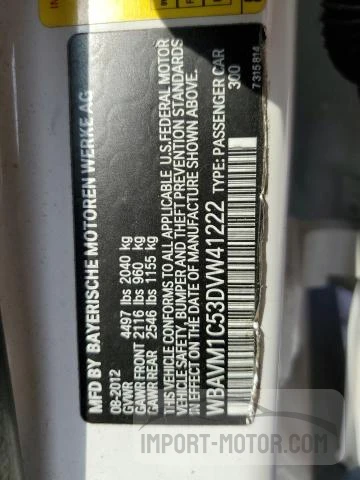 MFD BY BAYERISCHE MOTOREN WERKE AG
08-2012
GVWR 4497 lbs 2040 kg
GAWR FRONT 2116 lbs 960 kg
GAWR REAR 2546 lbs 1155 kg
THIS VEHICLE CONFORMS TO ALL APPLICABLE U.S. FEDERAL MOTOR
VEHICLE SAFETY, BUMPER AND THEFT PREVENTION STANDARDS
IN EFFECT ON THE DATE OF MANUFACTURE SHOWN ABOVE.
WBAVM1C53DVW41222 TYPE: PASSENGER CAR
300
7 315 814
IMPORT-MOTOR.COM